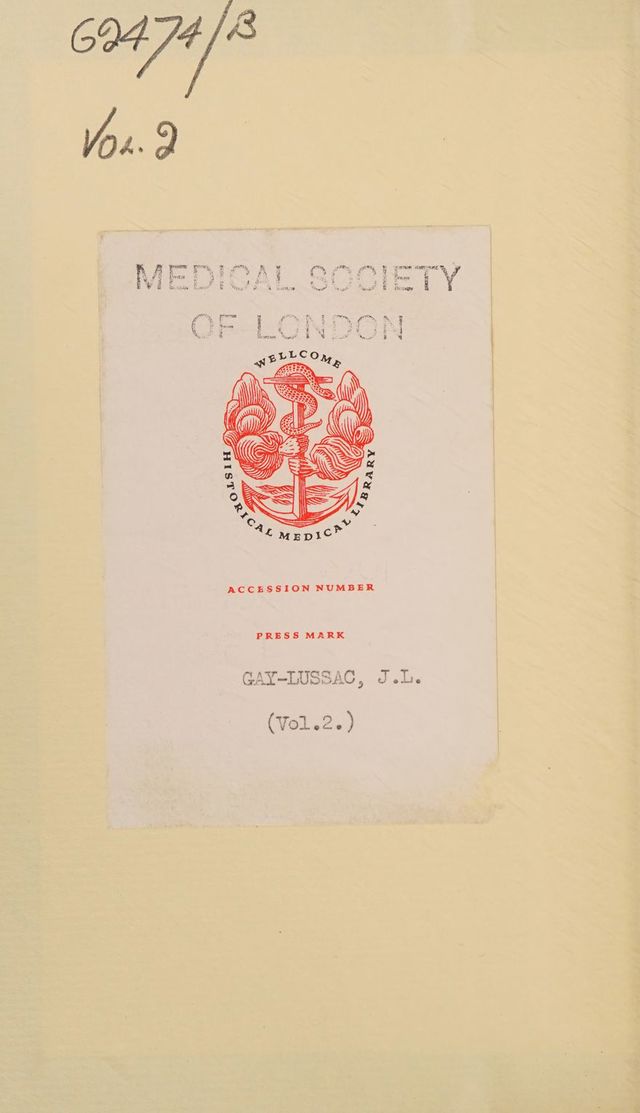 G2474/B
Vol. 2
MEDICAL SOCIETY
OF LONDON
WELLCOME
HISTORICAL MEDICAL LIBRARY
ACCESSION NUMBER
PRESS MARK
GAY-LUSSAC, J.L.
(Vol.2.)